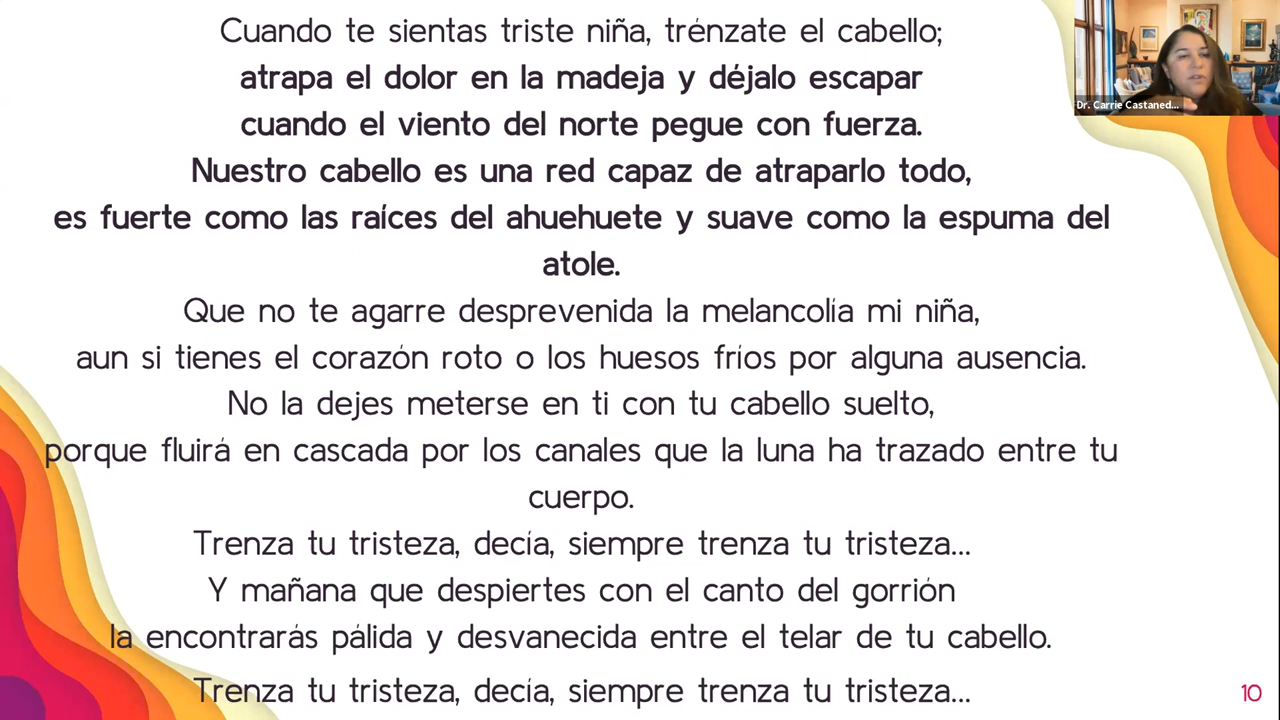 Cuando te sientas triste niña, trénzate el cabello;
atrapa el dolor en la madeja y déjalo escapar
cuando el viento del norte pegue con fuerza.
Nuestro cabello es una red capaz de atraparlo todo,
es fuerte como las raíces del ahuehuete y suave como la espuma del
atole.
Que no te agarre desprevenida la melancolía mi niña,
aun si tienes el corazón roto o los huesos fríos por alguna ausencia.
No la dejes meterse en ti con tu cabello suelto,
porque fluirá en cascada por los canales que la luna ha trazado entre tu
cuerpo.
Trenza tu tristeza, decía, siempre trenza tu tristeza...
Y mañana que despiertes con el canto del gorrión
la encontrarás pálida y desvanecida entre el telar de tu cabello.
Trenza tu tristeza, decía, siempre trenza tu tristeza...
Dr. Carrie Castaned...
10